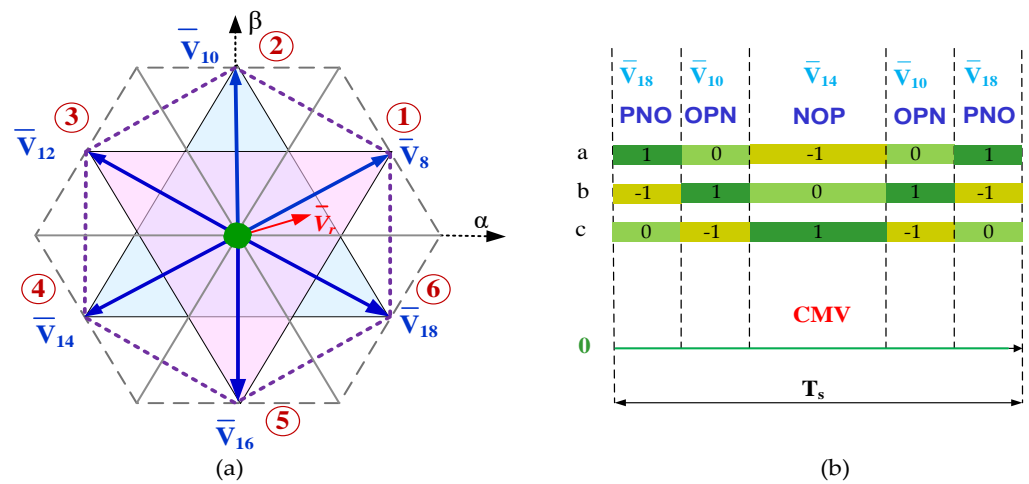 β
V̅10
2
3
1
V̅12
V̅8
V̅r
α
4
6
V̅14
V̅18
5
V̅16
(a)
V̅18 V̅10 V̅14 V̅10 V̅18
PNO OPN NOP OPN PNO
a 1 0 -1 0 1
b -1 1 0 1 -1
c 0 -1 1 -1 0
CMV
0
Ts
(b)